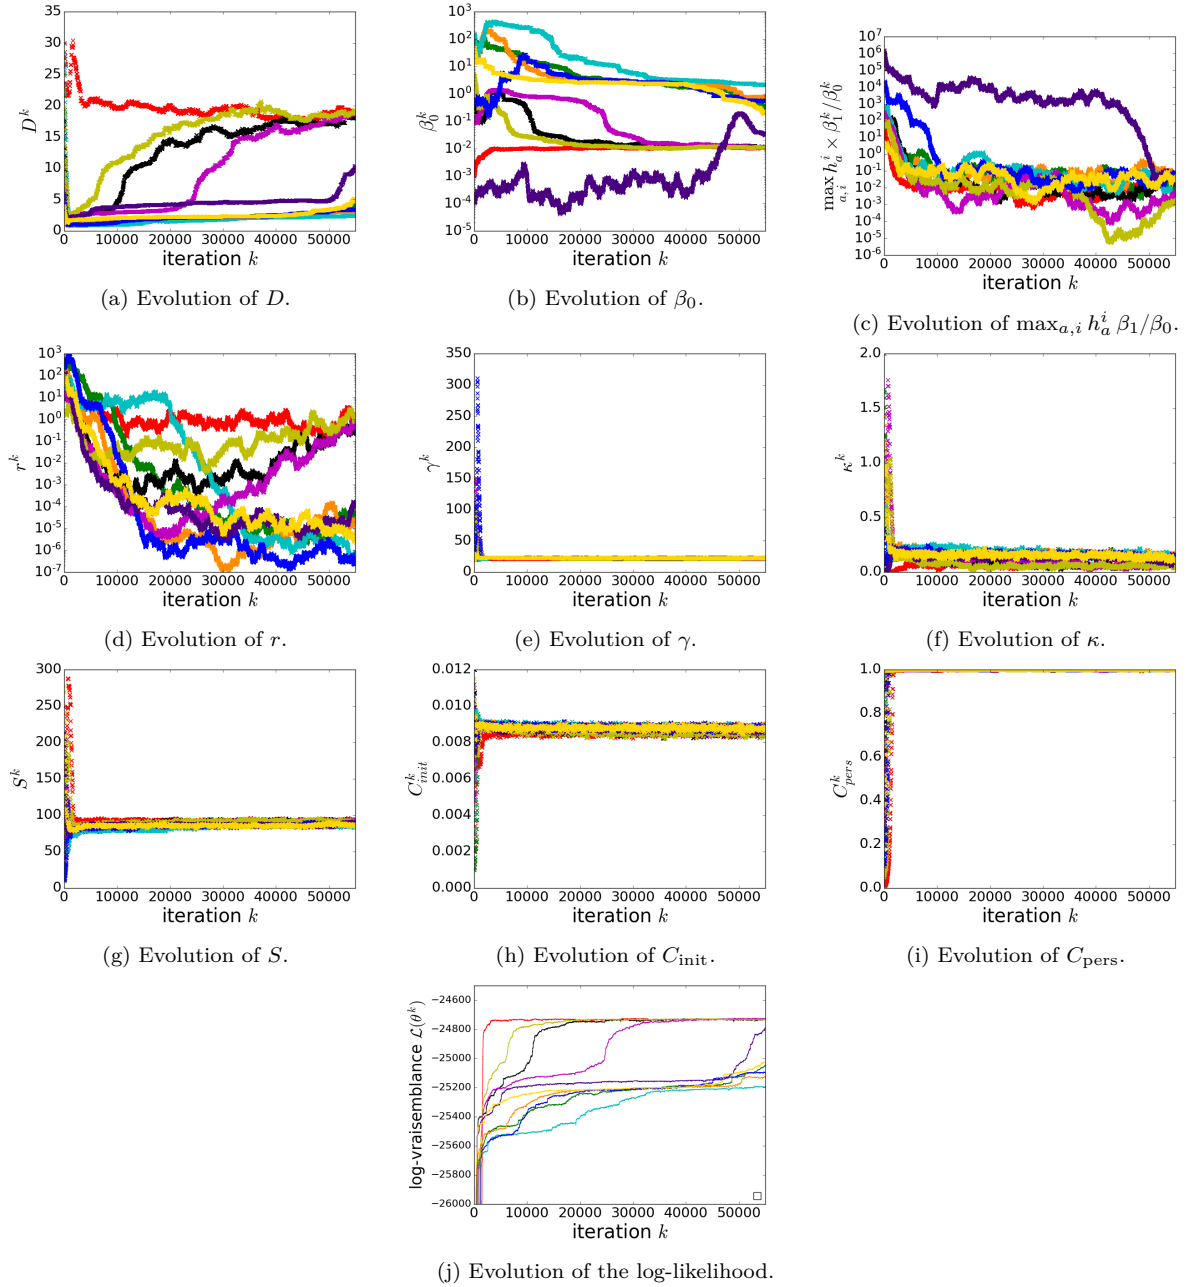 35
30
25
20
15
10
5
0
D^k
0 10000 20000 30000 40000 50000
iteration k
(a) Evolution of D.
10^3
10^2
10^1
10^0
10^-1
10^-2
10^-3
10^-4
10^-5
β_0^k
0 10000 20000 30000 40000 50000
iteration k
(b) Evolution of β_0.
10^7
10^6
10^5
10^4
10^3
10^2
10^1
10^0
10^-1
10^-2
10^-3
10^-4
10^-5
10^-6
max_{a,i} h_a^i × β_1^k/β_0^k
0 10000 20000 30000 40000 50000
iteration k
(c) Evolution of max_{a,i} h_a^i β_1/β_0.
10^3
10^2
10^1
10^0
10^-1
10^-2
10^-3
10^-4
10^-5
10^-6
10^-7
r^k
0 10000 20000 30000 40000 50000
iteration k
(d) Evolution of r.
350
300
250
200
150
100
50
0
γ^k
0 10000 20000 30000 40000 50000
iteration k
(e) Evolution of γ.
2.0
1.5
1.0
0.5
0.0
κ^k
0 10000 20000 30000 40000 50000
iteration k
(f) Evolution of κ.
300
250
200
150
100
50
0
S^k
0 10000 20000 30000 40000 50000
iteration k
(g) Evolution of S.
0.012
0.010
0.008
0.006
0.004
0.002
0.000
C_init^k
0 10000 20000 30000 40000 50000
iteration k
(h) Evolution of C_init.
1.0
0.8
0.6
0.4
0.2
0.0
C_pers^k
0 10000 20000 30000 40000 50000
iteration k
(i) Evolution of C_pers.
−24600
−24800
−25000
−25200
−25400
−25600
−25800
−26000
log-vraisemblance ℒ(θ^k)
0 10000 20000 30000 40000 50000
iteration k
(j) Evolution of the log-likelihood.